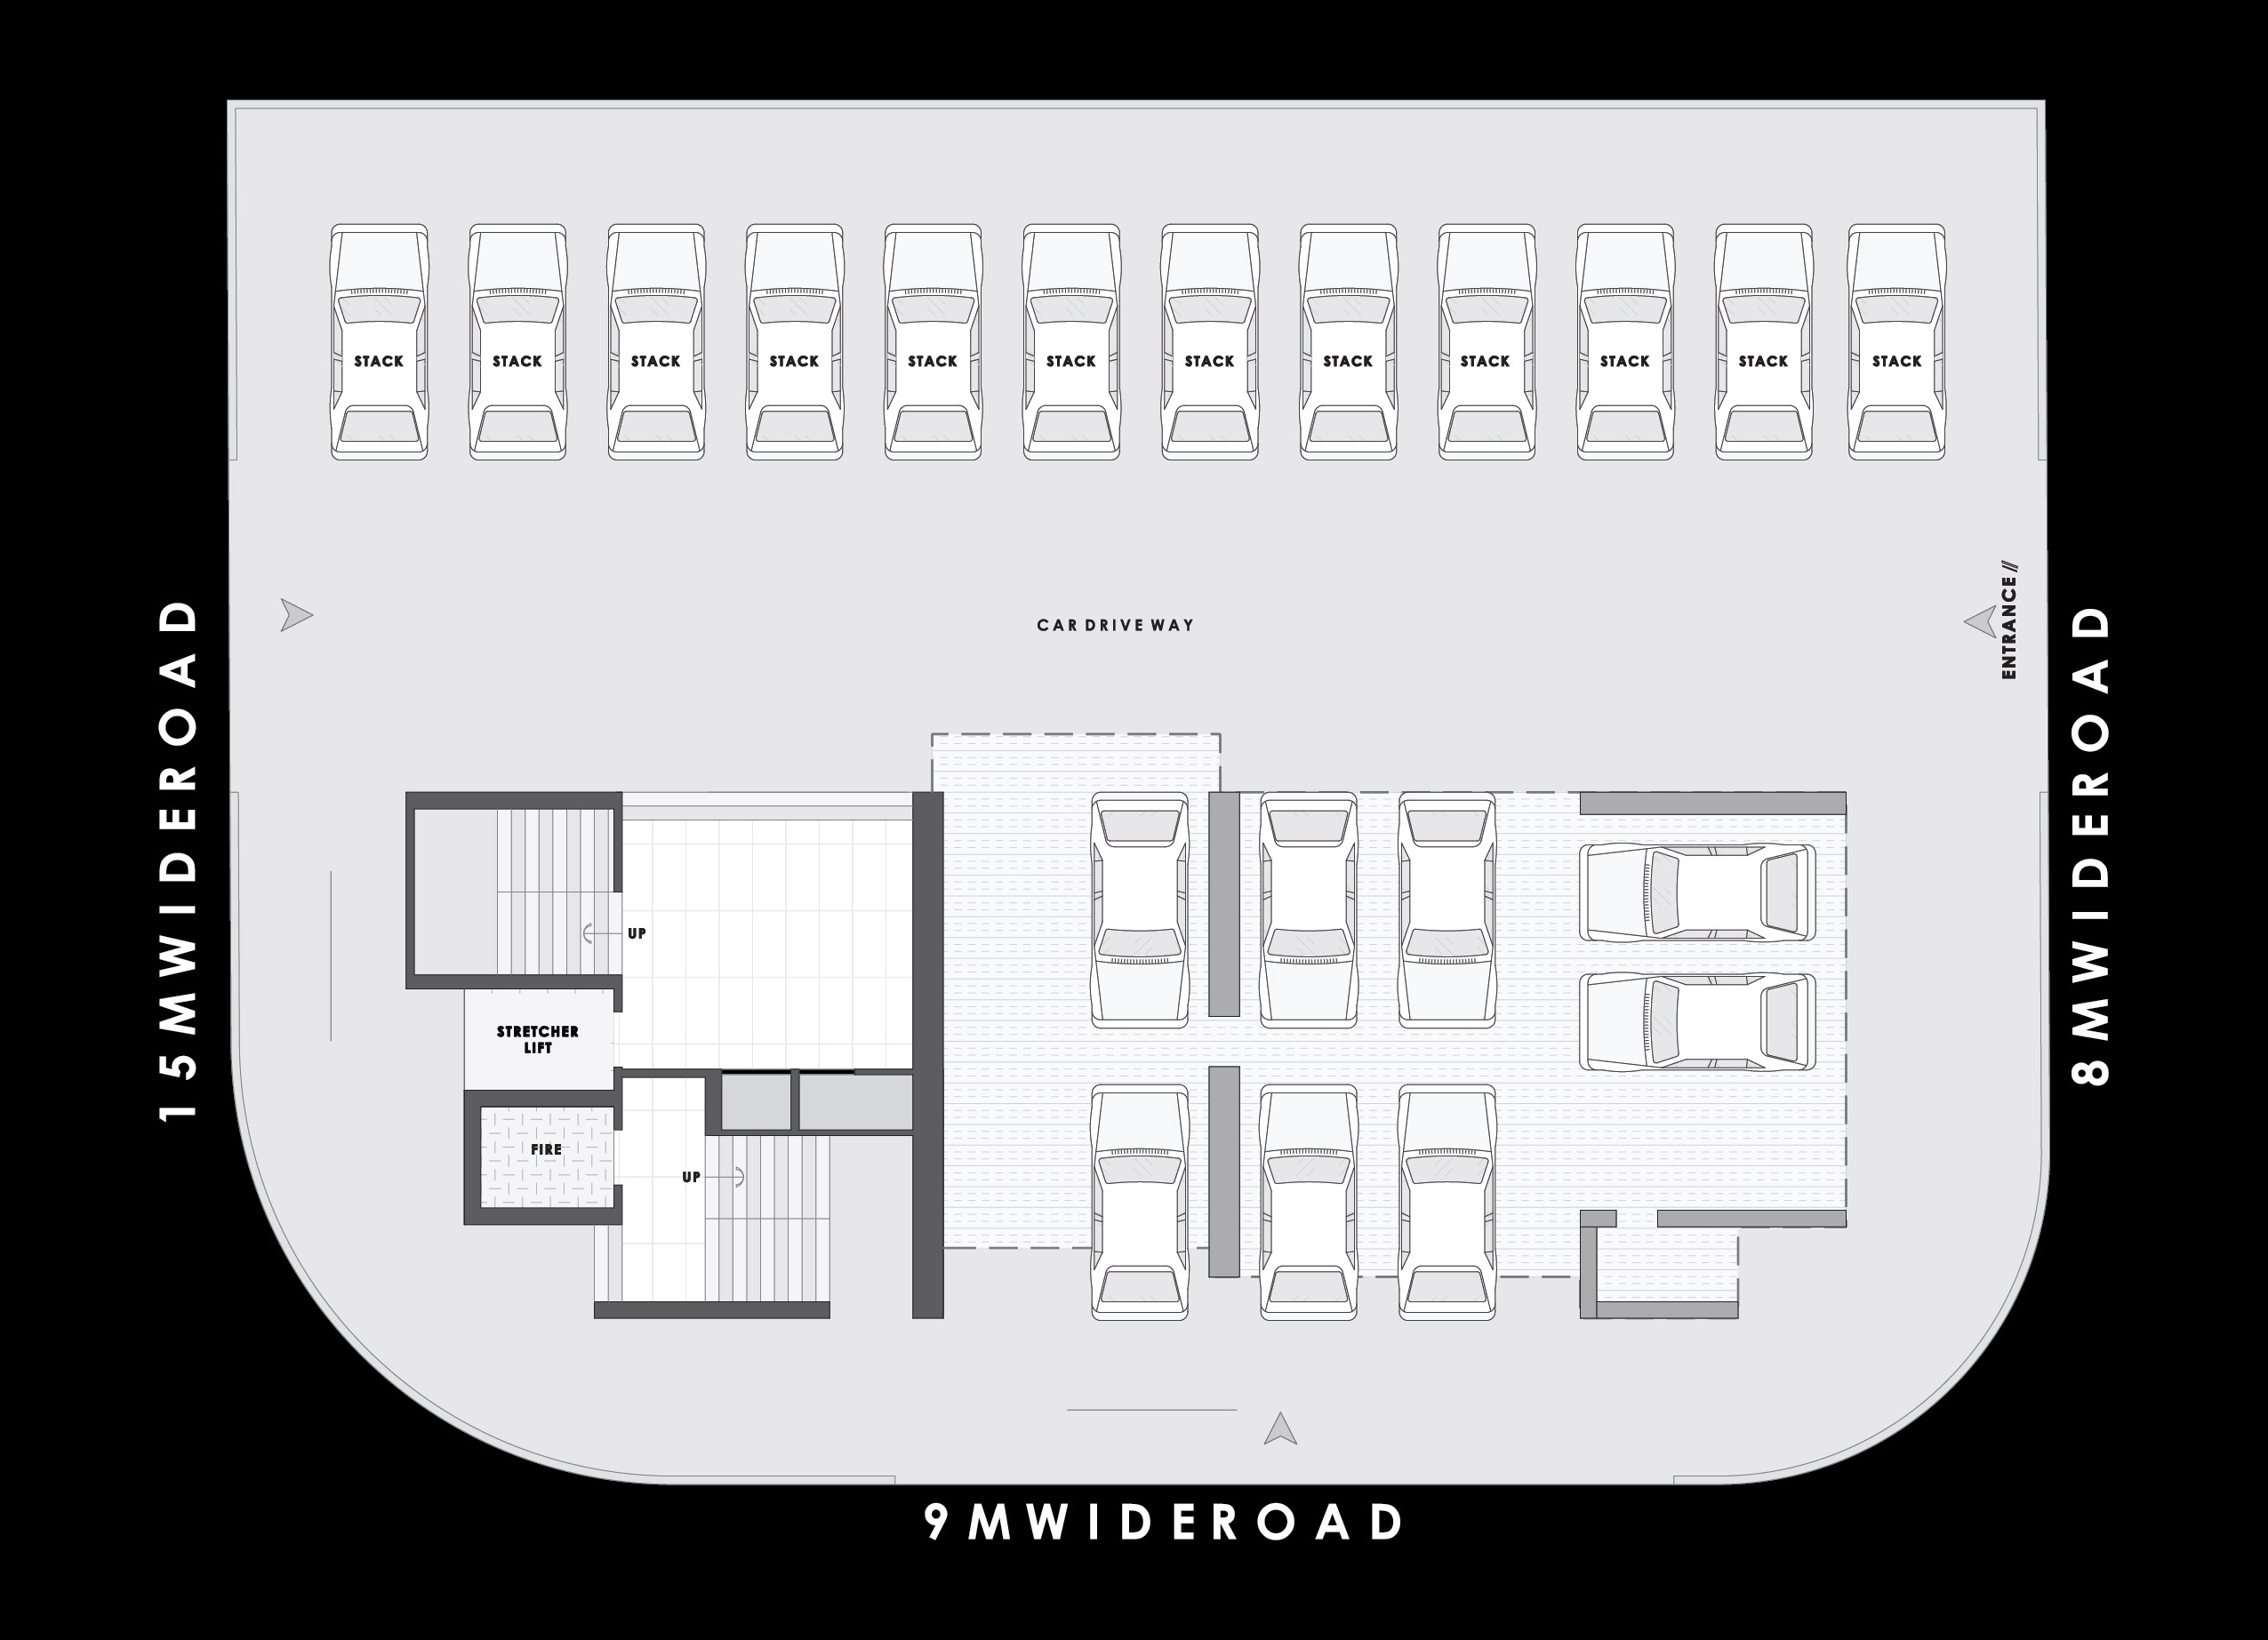 STACK STACK STACK STACK STACK STACK STACK STACK STACK STACK STACK STACK
ENTRANCE //
CAR DRIVE WAY
15MWIDEROAD
8MWIDEROAD
UP
STRETCHER
LIFT
FIRE
UP
9MWIDEROAD